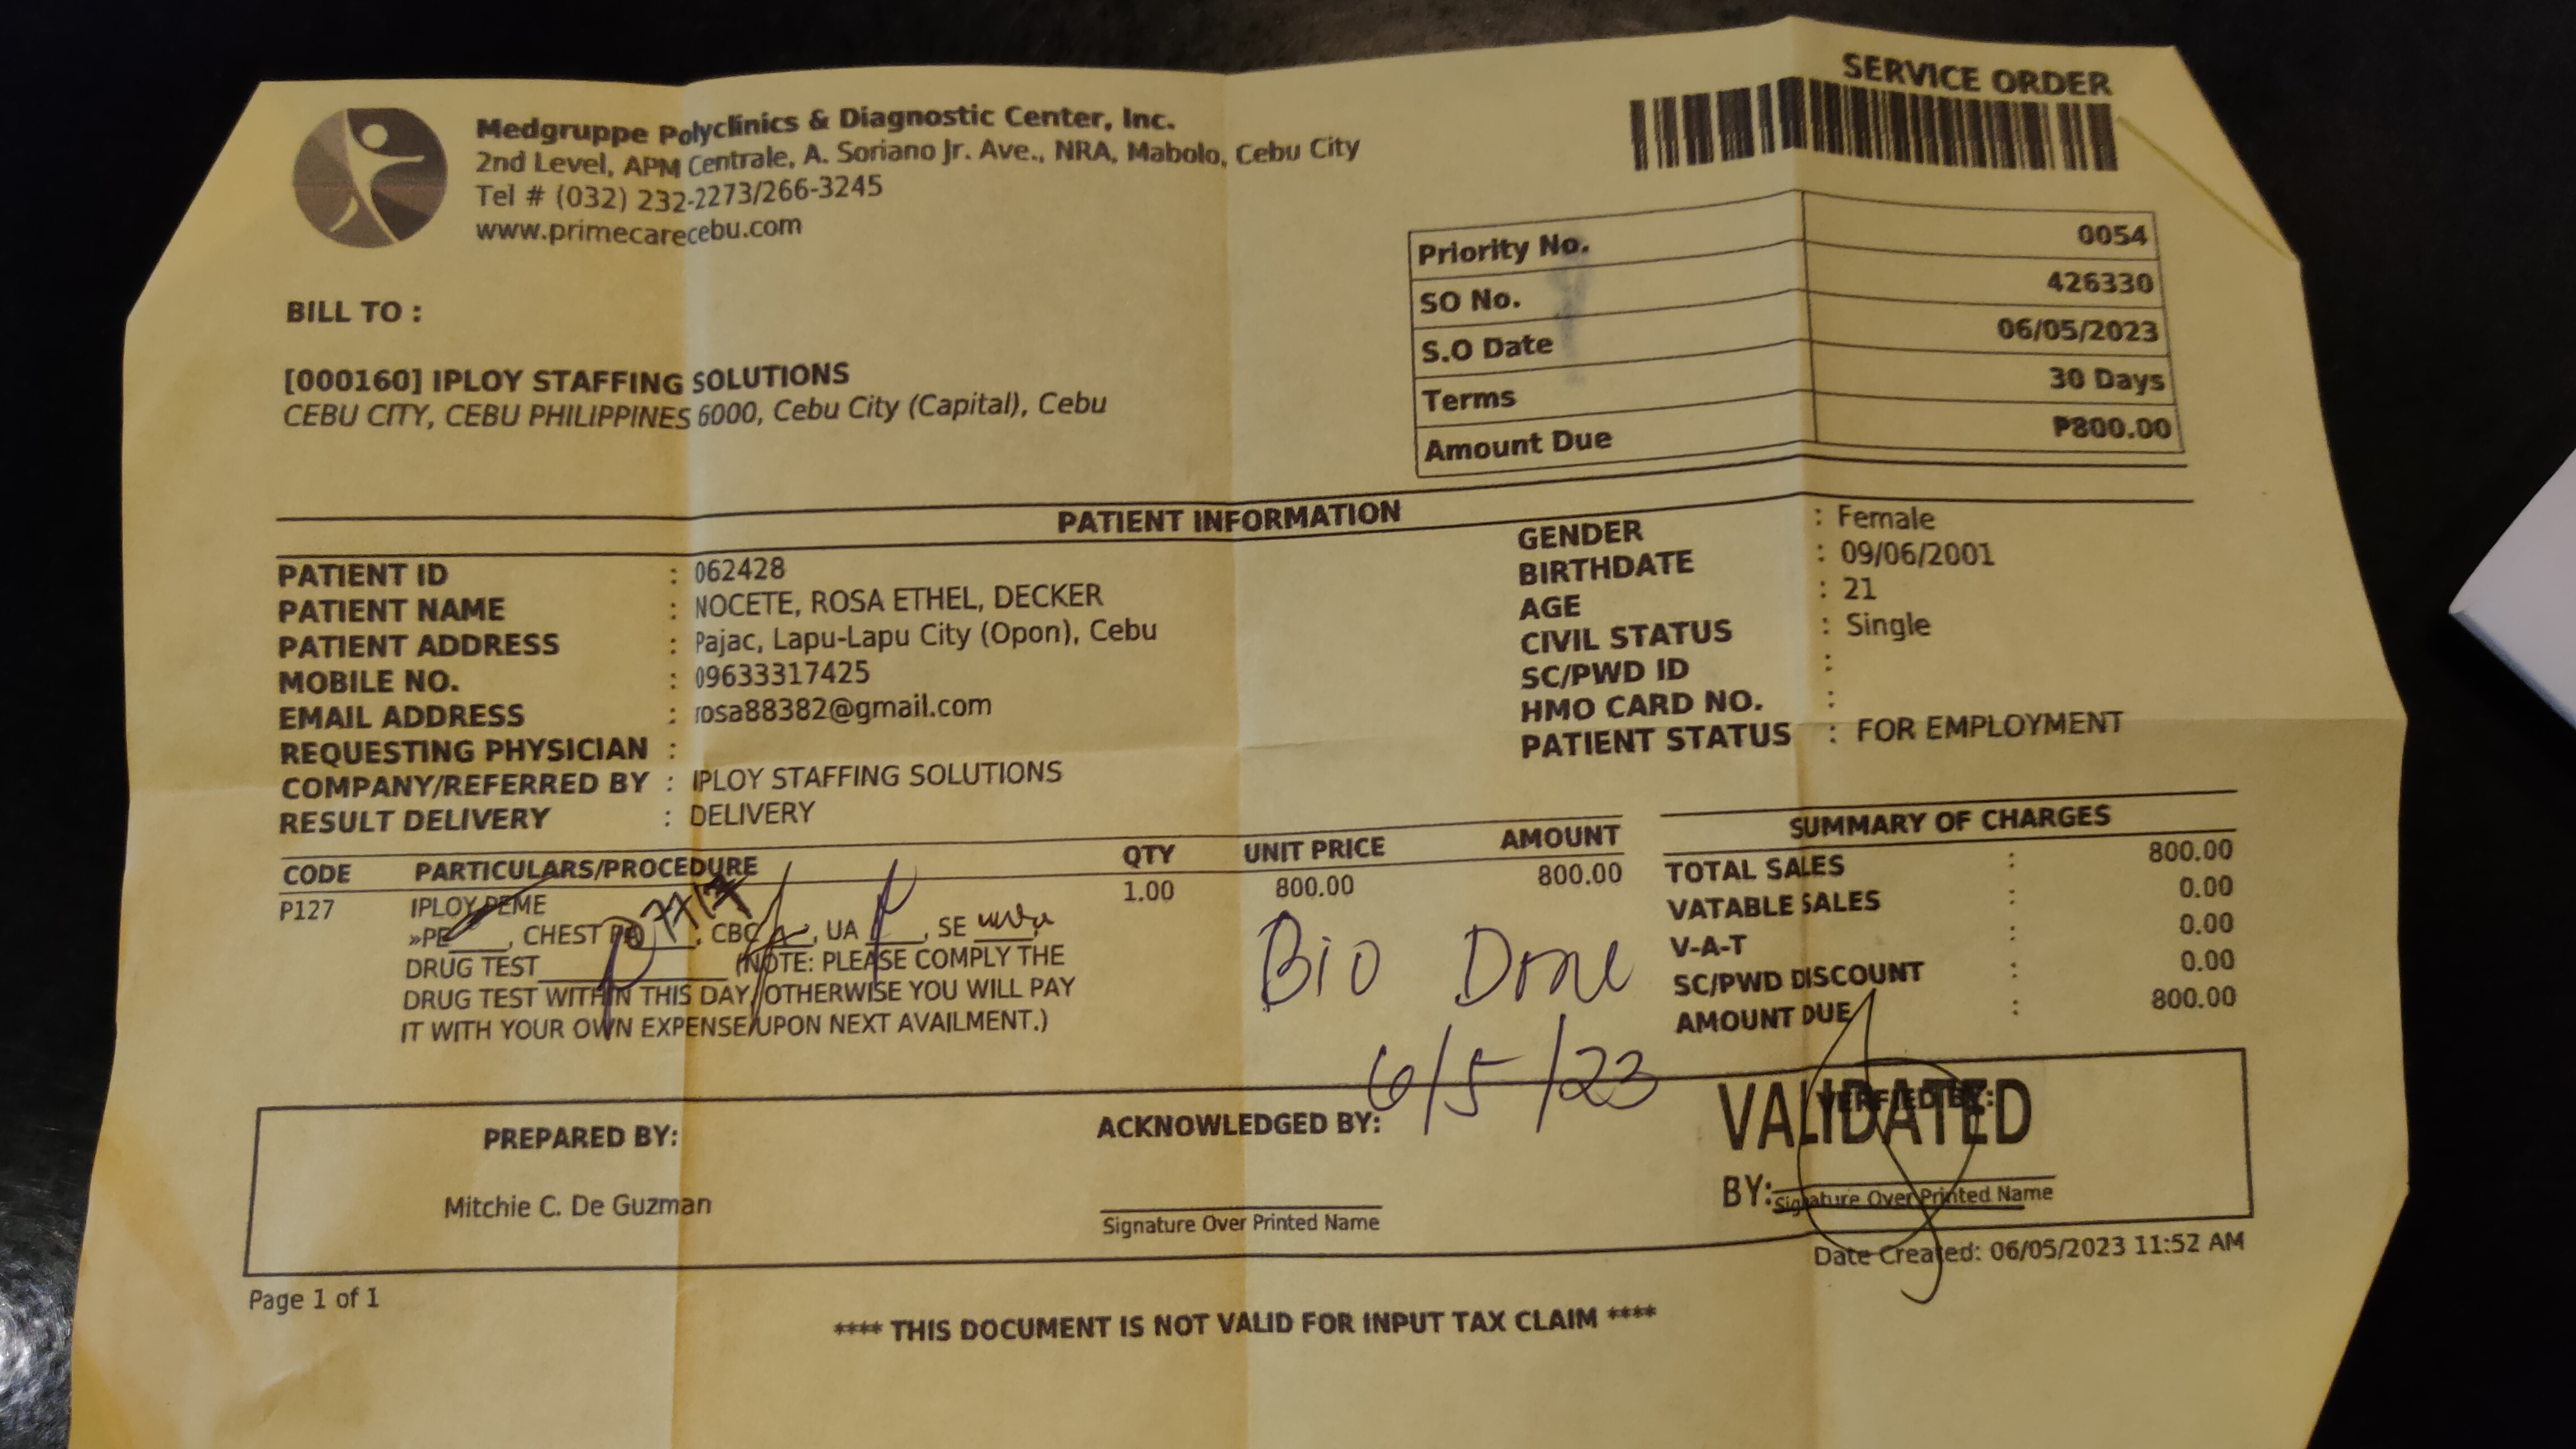 SERVICE ORDER
Medgruppe Polyclinics & Diagnostic Center, Inc.
2nd Level, APM Centrale, A. Soriano Jr. Ave., NRA, Mabolo, Cebu City
Tel # (032) 232-2273/266-3245
www.primecarecebu.com
Priority No. 0054
SO No. 426330
S.O Date 06/05/2023
Terms 30 Days
Amount Due ₱800.00
BILL TO :
[000160] IPLOY STAFFING SOLUTIONS
CEBU CITY, CEBU PHILIPPINES 6000, Cebu City (Capital), Cebu
PATIENT INFORMATION
PATIENT ID : 062428
PATIENT NAME : NOCETE, ROSA ETHEL, DECKER
PATIENT ADDRESS : Pajac, Lapu-Lapu City (Opon), Cebu
MOBILE NO. : 09633317425
EMAIL ADDRESS : rosa88382@gmail.com
REQUESTING PHYSICIAN :
COMPANY/REFERRED BY : IPLOY STAFFING SOLUTIONS
RESULT DELIVERY : DELIVERY
GENDER : Female
BIRTHDATE : 09/06/2001
AGE : 21
CIVIL STATUS : Single
SC/PWD ID :
HMO CARD NO. :
PATIENT STATUS : FOR EMPLOYMENT
CODE PARTICULARS/PROCEDURE QTY UNIT PRICE AMOUNT
P127 IPLOY PEME 1.00 800.00 800.00
»PE____, CHEST PA____, CBC____, UA____, SE____,
DRUG TEST____ (NOTE: PLEASE COMPLY THE
DRUG TEST WITHIN THIS DAY, OTHERWISE YOU WILL PAY
IT WITH YOUR OWN EXPENSE UPON NEXT AVAILMENT.)
Bio Done
6/5/23
SUMMARY OF CHARGES
TOTAL SALES : 800.00
VATABLE SALES : 0.00
V-A-T : 0.00
SC/PWD DISCOUNT : 0.00
AMOUNT DUE : 800.00
PREPARED BY:
Mitchie C. De Guzman
ACKNOWLEDGED BY:
Signature Over Printed Name
VERIFIED BY:
VALIDATED
BY:
Signature Over Printed Name
Date Created: 06/05/2023 11:52 AM
Page 1 of 1
**** THIS DOCUMENT IS NOT VALID FOR INPUT TAX CLAIM ****